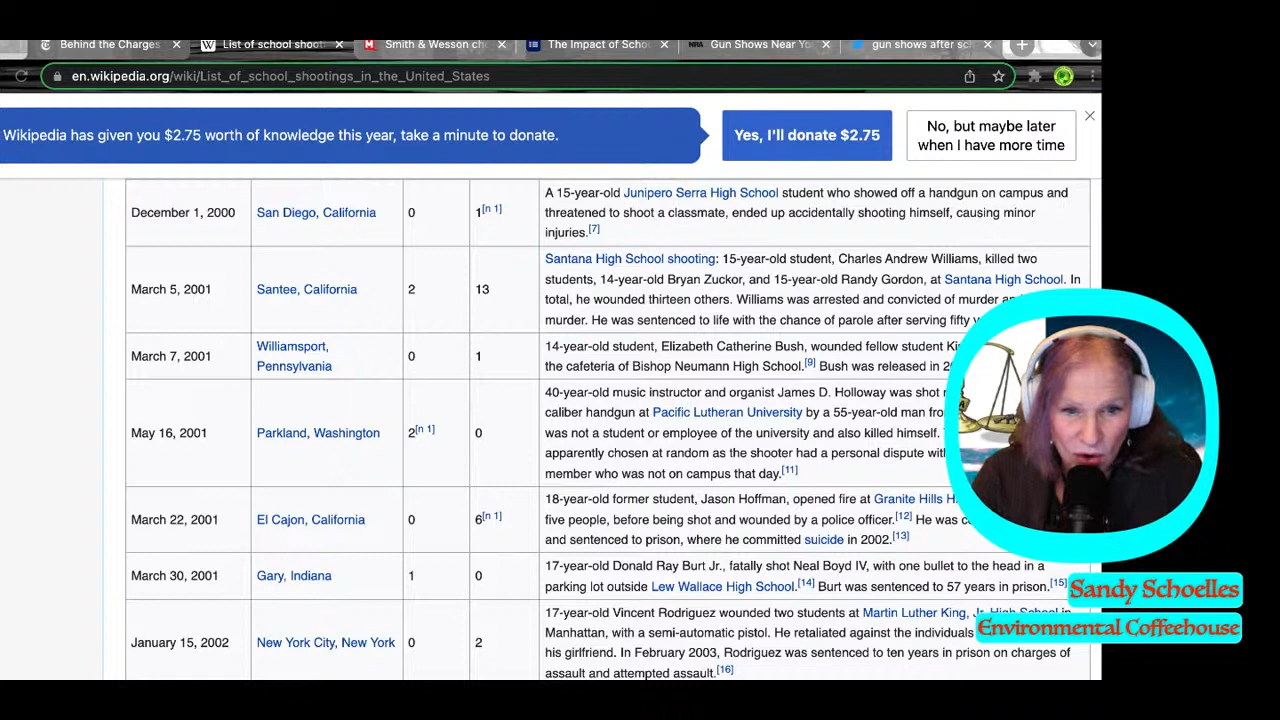 Behind the Charges
List of school shooti
Smith & Wesson ch
The Impact of Scho
NRA
Gun Shows Near You
gun shows after sch
en.wikipedia.org/wiki/List_of_school_shootings_in_the_United_States
Wikipedia has given you $2.75 worth of knowledge this year, take a minute to donate.
Yes, I'll donate $2.75
No, but maybe later
when I have more time
December 1, 2000
San Diego, California
0
1[n 1]
A 15-year-old Junipero Serra High School student who showed off a handgun on campus and
threatened to shoot a classmate, ended up accidentally shooting himself, causing minor
injuries.[7]
March 5, 2001
Santee, California
2
13
Santana High School shooting: 15-year-old student, Charles Andrew Williams, killed two
students, 14-year-old Bryan Zuckor, and 15-year-old Randy Gordon, at Santana High School. In
total, he wounded thirteen others. Williams was arrested and convicted of murder
murder. He was sentenced to life with the chance of parole after serving fifty
March 7, 2001
Williamsport,
Pennsylvania
0
1
14-year-old student, Elizabeth Catherine Bush, wounded fellow student
the cafeteria of Bishop Neumann High School.[9] Bush was released in
May 16, 2001
Parkland, Washington
2[n 1]
0
40-year-old music instructor and organist James D. Holloway was shot
caliber handgun at Pacific Lutheran University by a 55-year-old man
was not a student or employee of the university and also killed himself.
apparently chosen at random as the shooter had a personal dispute
member who was not on campus that day.[11]
March 22, 2001
El Cajon, California
0
6[n 1]
18-year-old former student, Jason Hoffman, opened fire at Granite Hills
five people, before being shot and wounded by a police officer.[12] He was
and sentenced to prison, where he committed suicide in 2002.[13]
March 30, 2001
Gary, Indiana
1
0
17-year-old Donald Ray Burt Jr., fatally shot Neal Boyd IV, with one bullet to the head in a
parking lot outside Lew Wallace High School.[14] Burt was sentenced to 57 years in prison.[15]
January 15, 2002
New York City, New York
0
2
17-year-old Vincent Rodriguez wounded two students at Martin Luther King, Jr. High School in
Manhattan, with a semi-automatic pistol. He retaliated against the individuals
his girlfriend. In February 2003, Rodriguez was sentenced to ten years in prison on charges of
assault and attempted assault.[16]
Sandy Schoelles
Environmental Coffeehouse